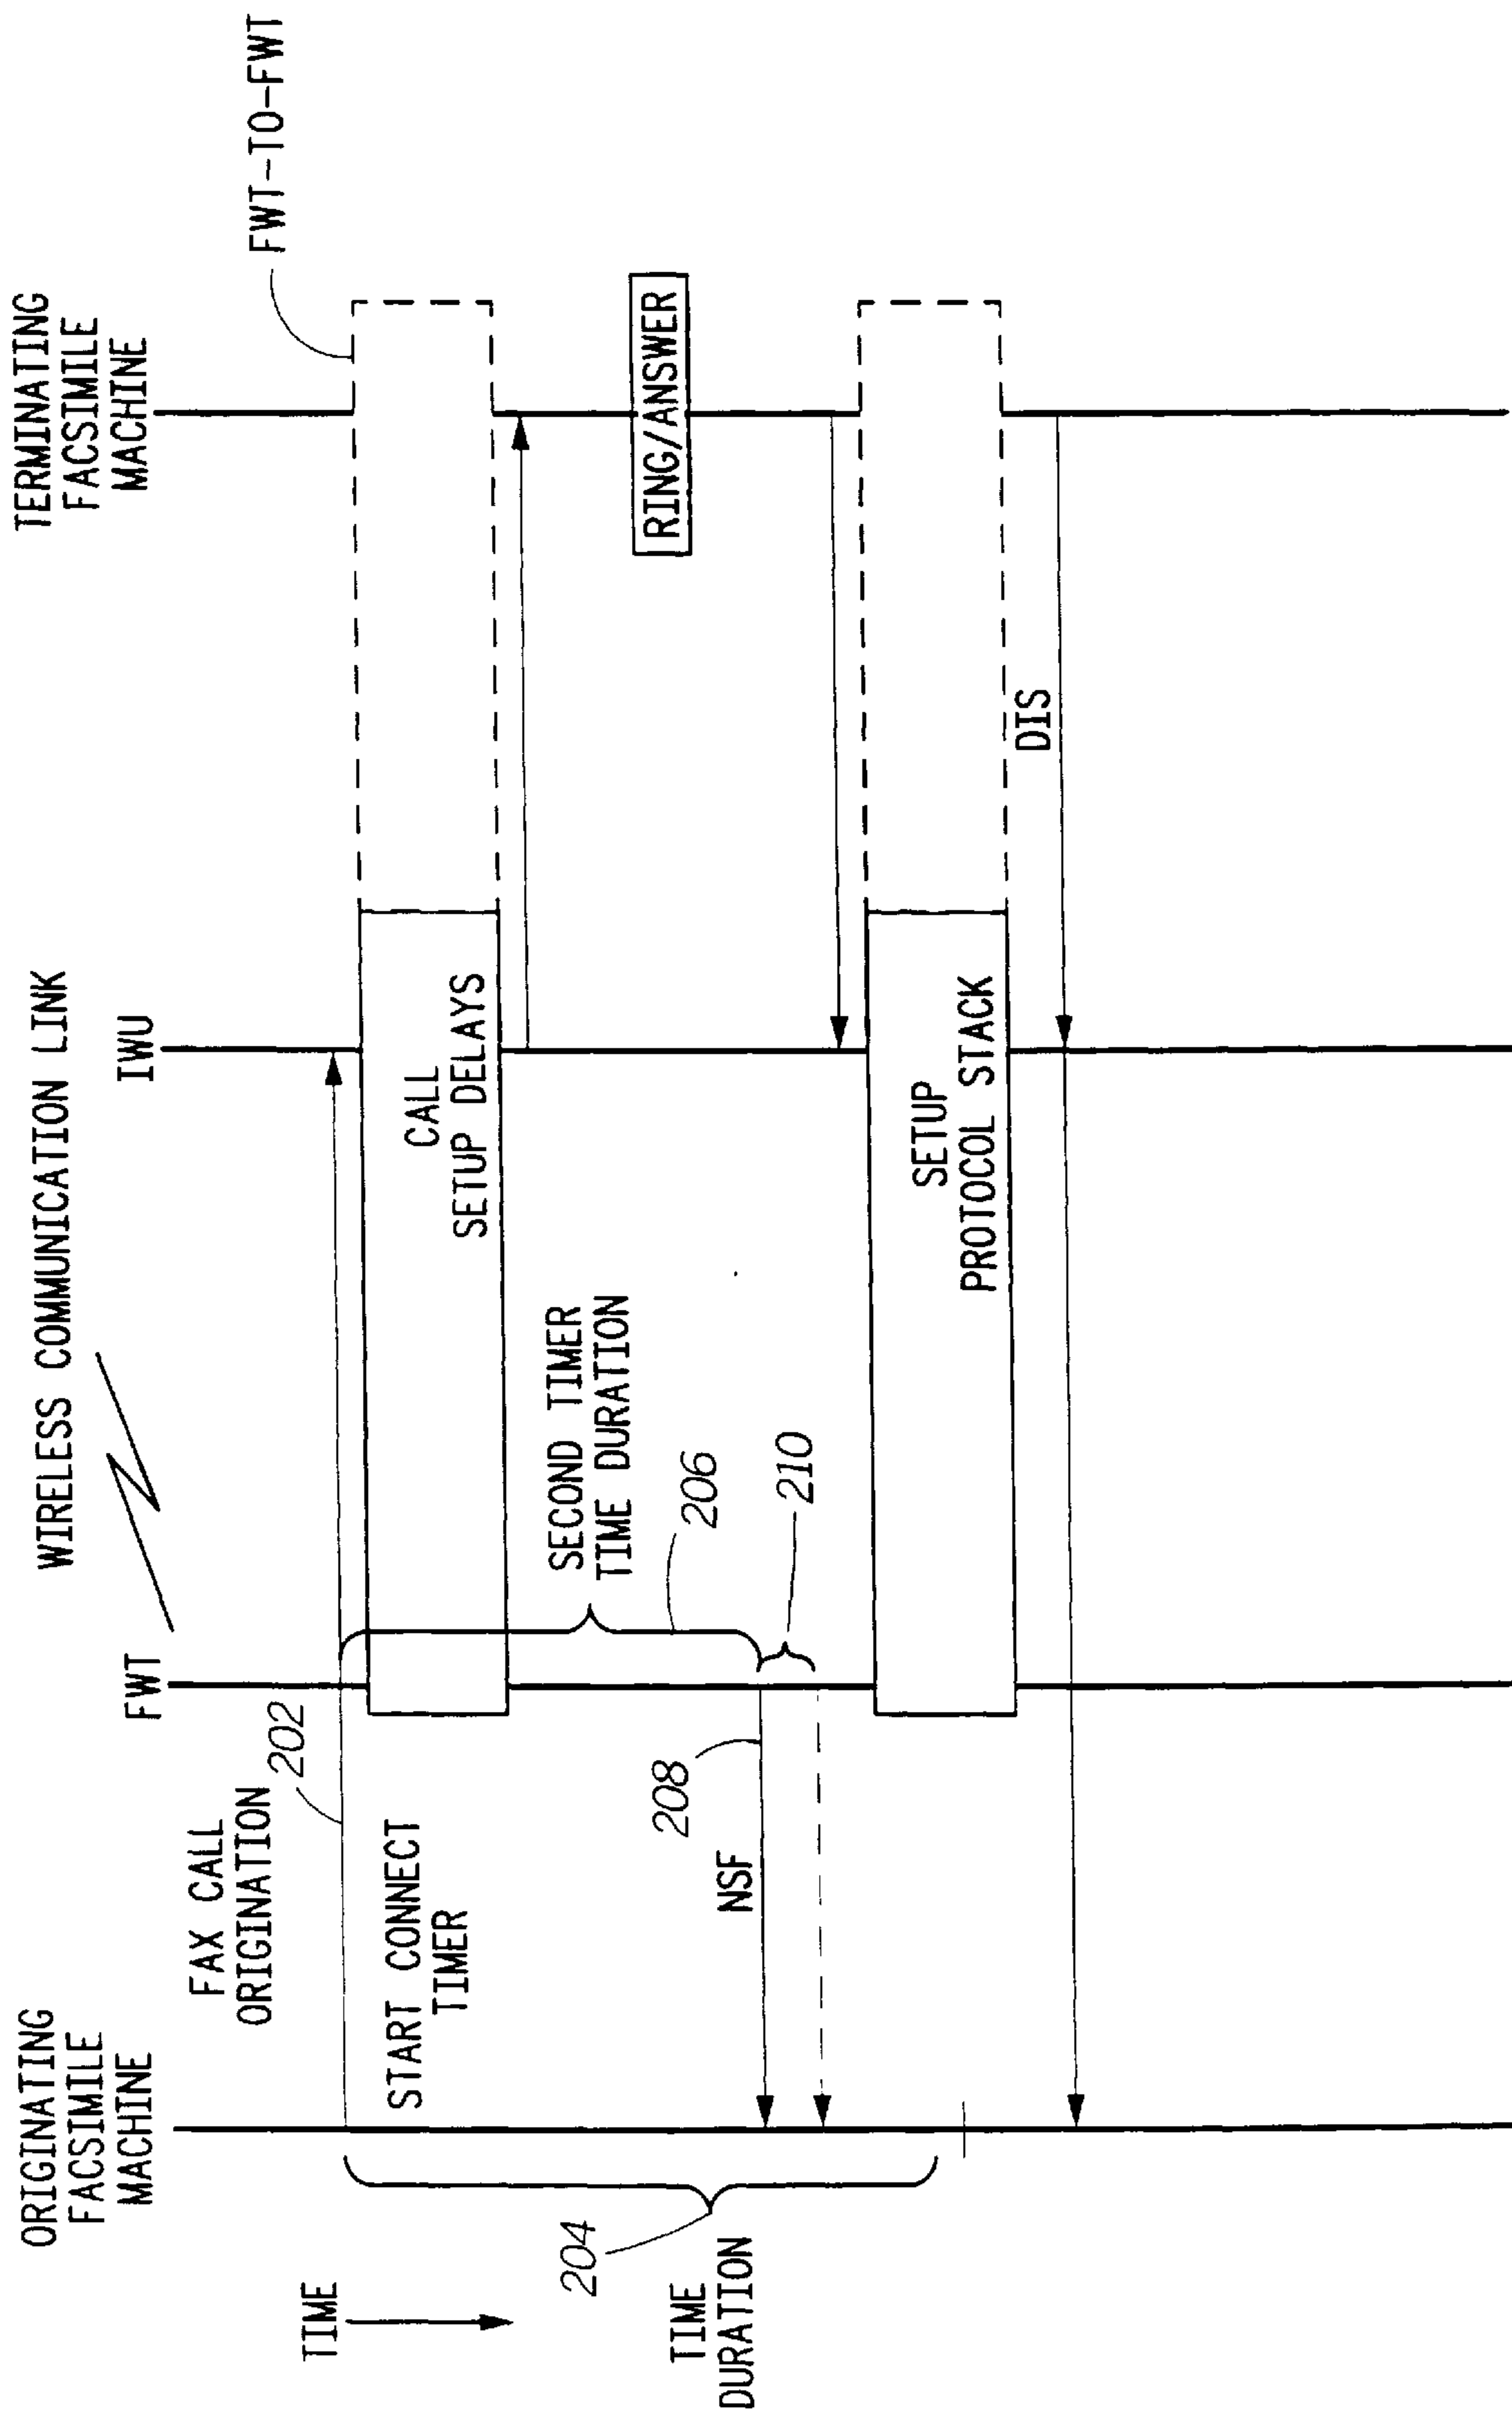 ORIGINATING
FACSIMILE
MACHINE
FWT
WIRELESS COMMUNICATION LINK
IWU
TERMINATING
FACSIMILE
MACHINE
FWT-TO-FWT
TIME
FAX CALL
ORIGINATION
202
START CONNECT
TIMER
CALL
SETUP DELAYS
204
TIME
DURATION
SECOND TIMER
TIME DURATION
206
208
NSF
210
RING/ANSWER
SETUP
PROTOCOL STACK
DIS